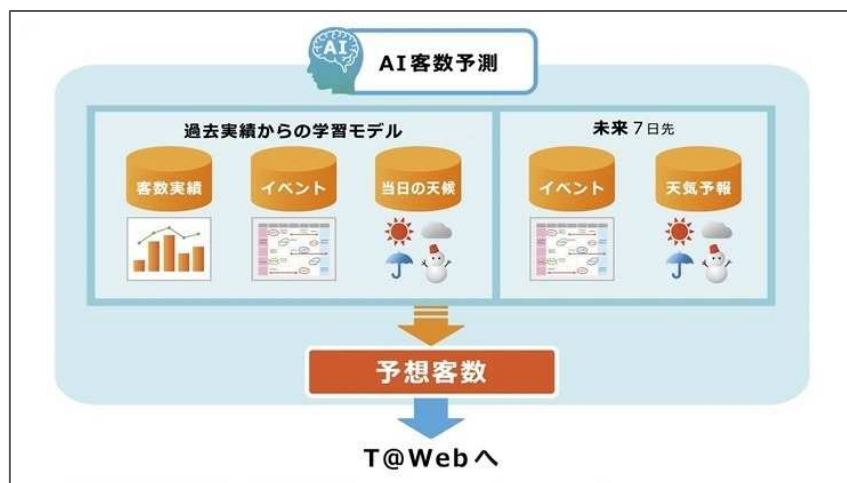 AI
AI客数予測
過去実績からの学習モデル
未来7日先
客数実績
イベント
当日の天候
イベント
天気予報
予想客数
T@Webへ